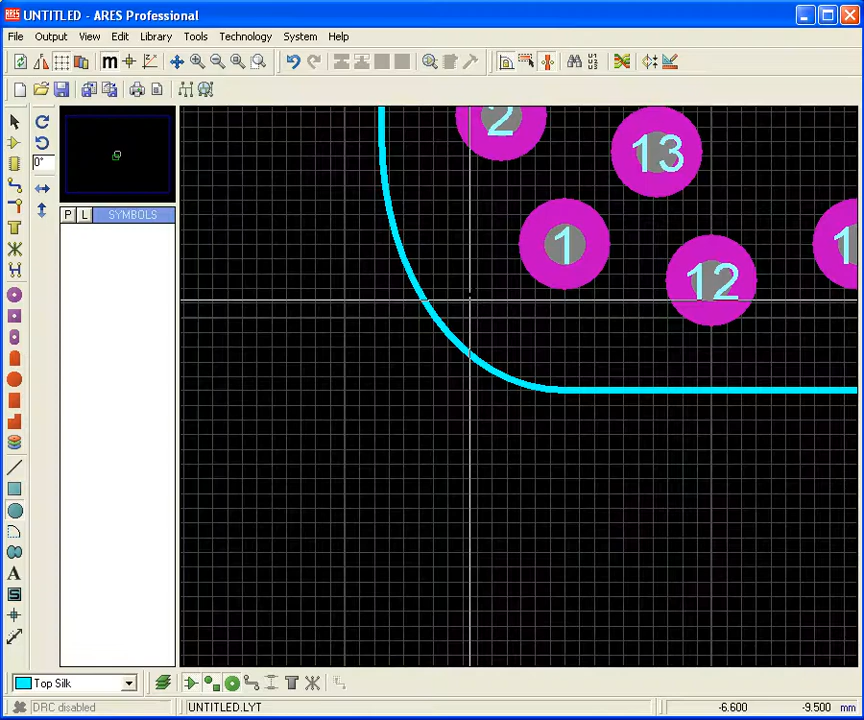 UNTITLED - ARES Professional
File Output View Edit Library Tools Technology System Help
0°
P L SYMBOLS
2
13
1
12
Top Silk
DRC disabled
UNTITLED.LYT
-6.600 -9.500 mm